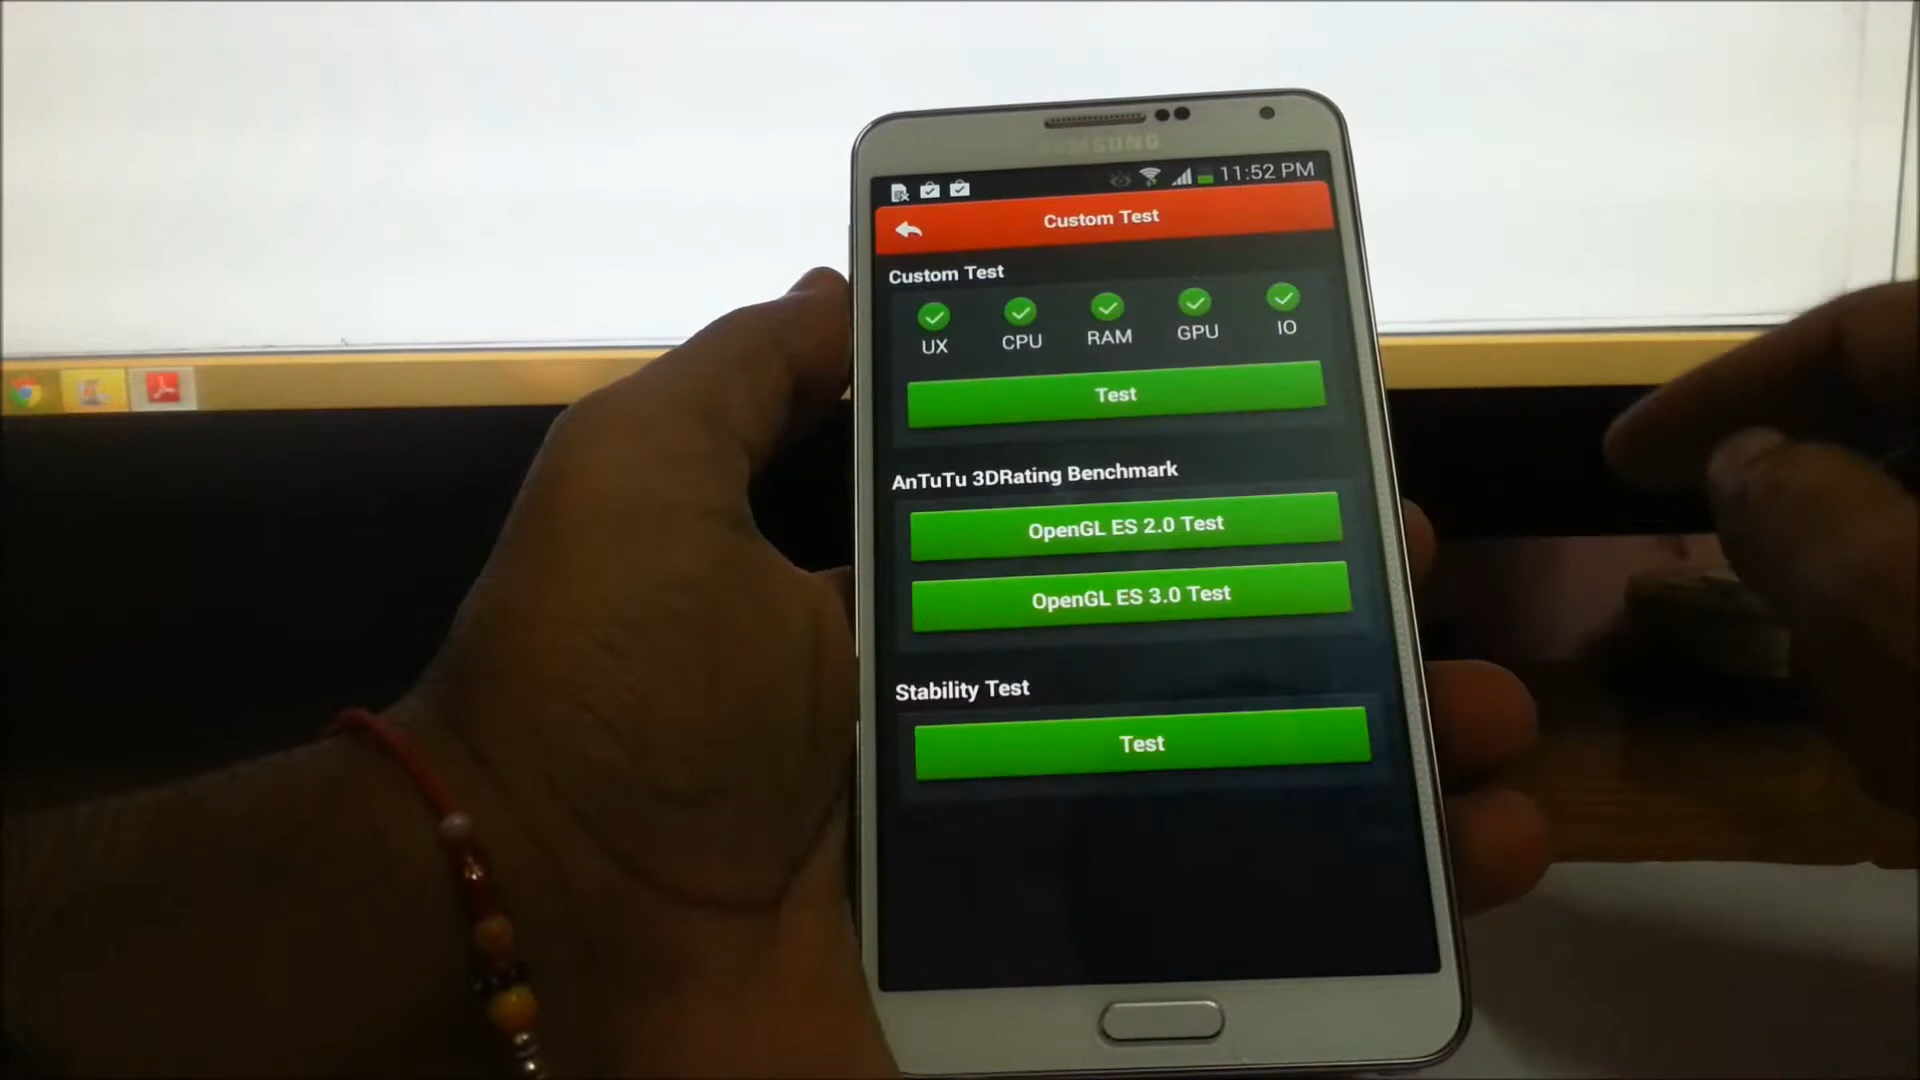 SAMSUNG
11:52 PM
Custom Test
Custom Test
UX CPU RAM GPU IO
Test
AnTuTu 3DRating Benchmark
OpenGL ES 2.0 Test
OpenGL ES 3.0 Test
Stability Test
Test